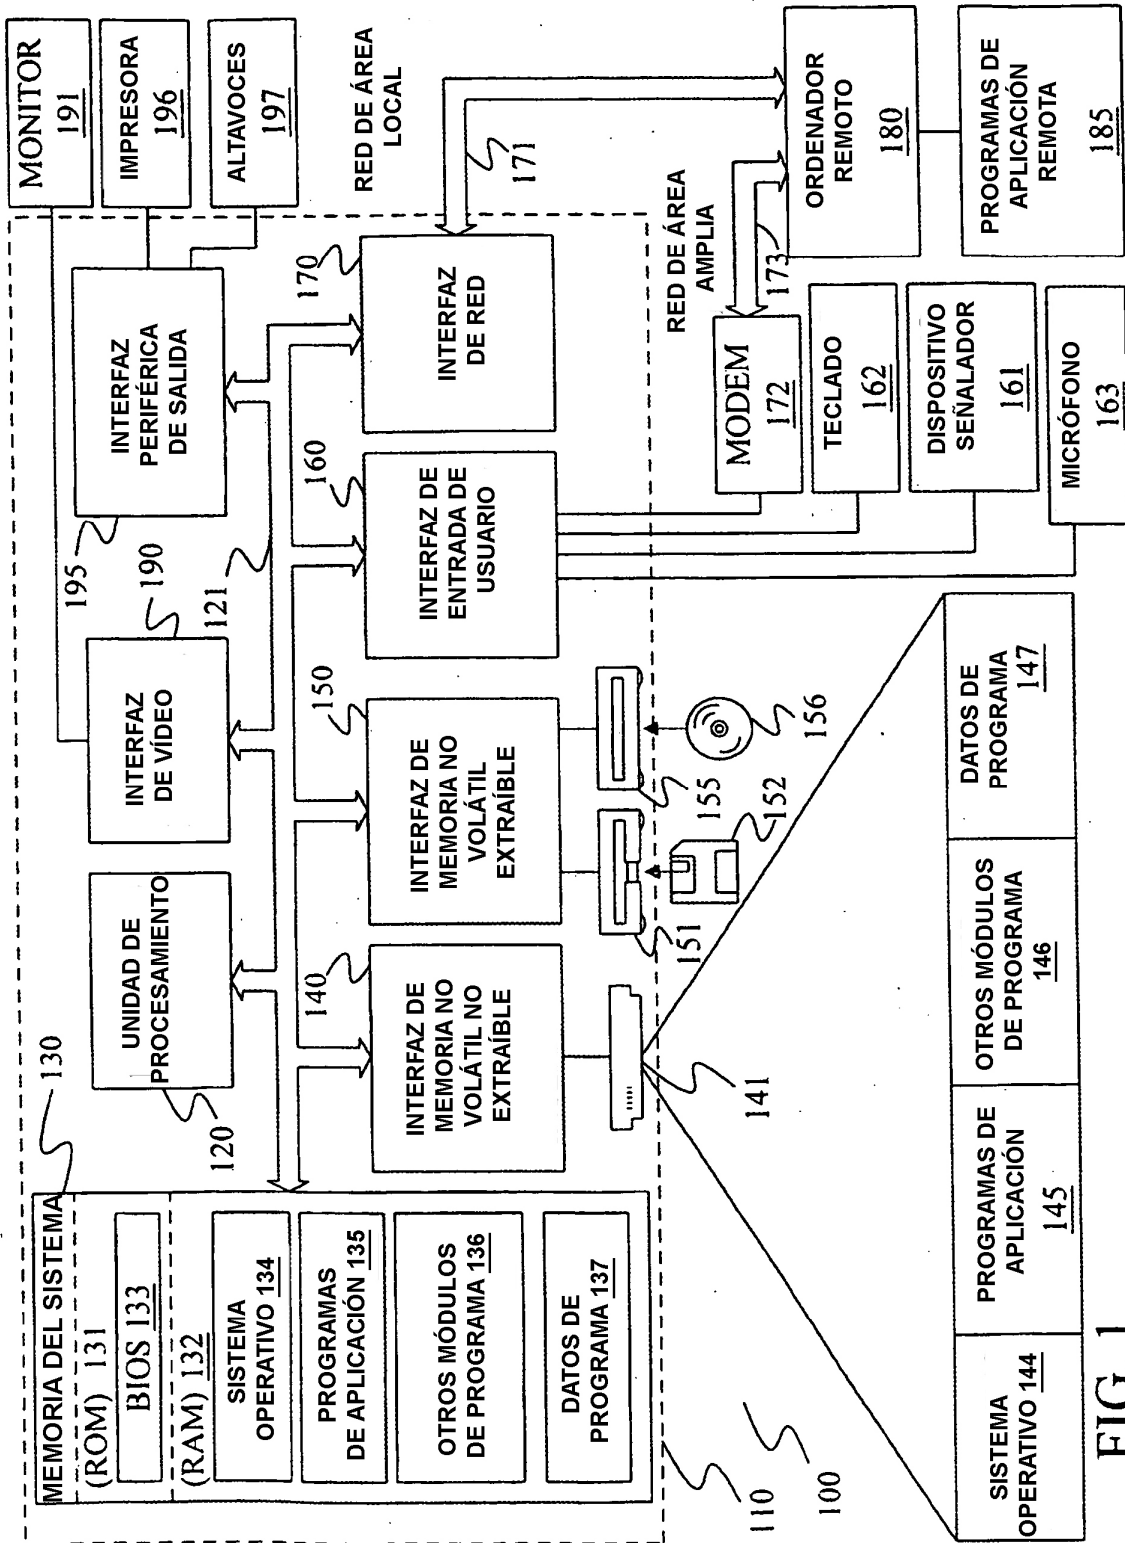 MEMORIA DEL SISTEMA
(ROM) 131
BIOS 133
(RAM) 132
SISTEMA
OPERATIVO 134
PROGRAMAS
DE APLICACIÓN 135
OTROS MÓDULOS
DE PROGRAMA 136
DATOS DE
PROGRAMA 137
130
UNIDAD DE
PROCESAMIENTO
120
INTERFAZ
DE VÍDEO
190
121
INTERFAZ
PERIFÉRICA
DE SALIDA
195
MONITOR
191
IMPRESORA
196
ALTAVOCES
197
INTERFAZ DE
MEMORIA NO
VOLÁTIL NO
EXTRAÍBLE
140
INTERFAZ DE
MEMORIA NO
VOLÁTIL
EXTRAÍBLE
150
INTERFAZ DE
ENTRADA DE
USUARIO
160
INTERFAZ
DE RED
170
RED DE ÁREA
LOCAL
171
141
151
152
155
156
RED DE ÁREA
AMPLIA
173
MODEM
172
TECLADO
162
DISPOSITIVO
SEÑALADOR
161
MICRÓFONO
163
ORDENADOR
REMOTO
180
PROGRAMAS DE
APLICACIÓN
REMOTA
185
110
100
SISTEMA
OPERATIVO 144
PROGRAMAS DE
APLICACIÓN
145
OTROS MÓDULOS
DE PROGRAMA
146
DATOS DE
PROGRAMA
147
FIG. 1